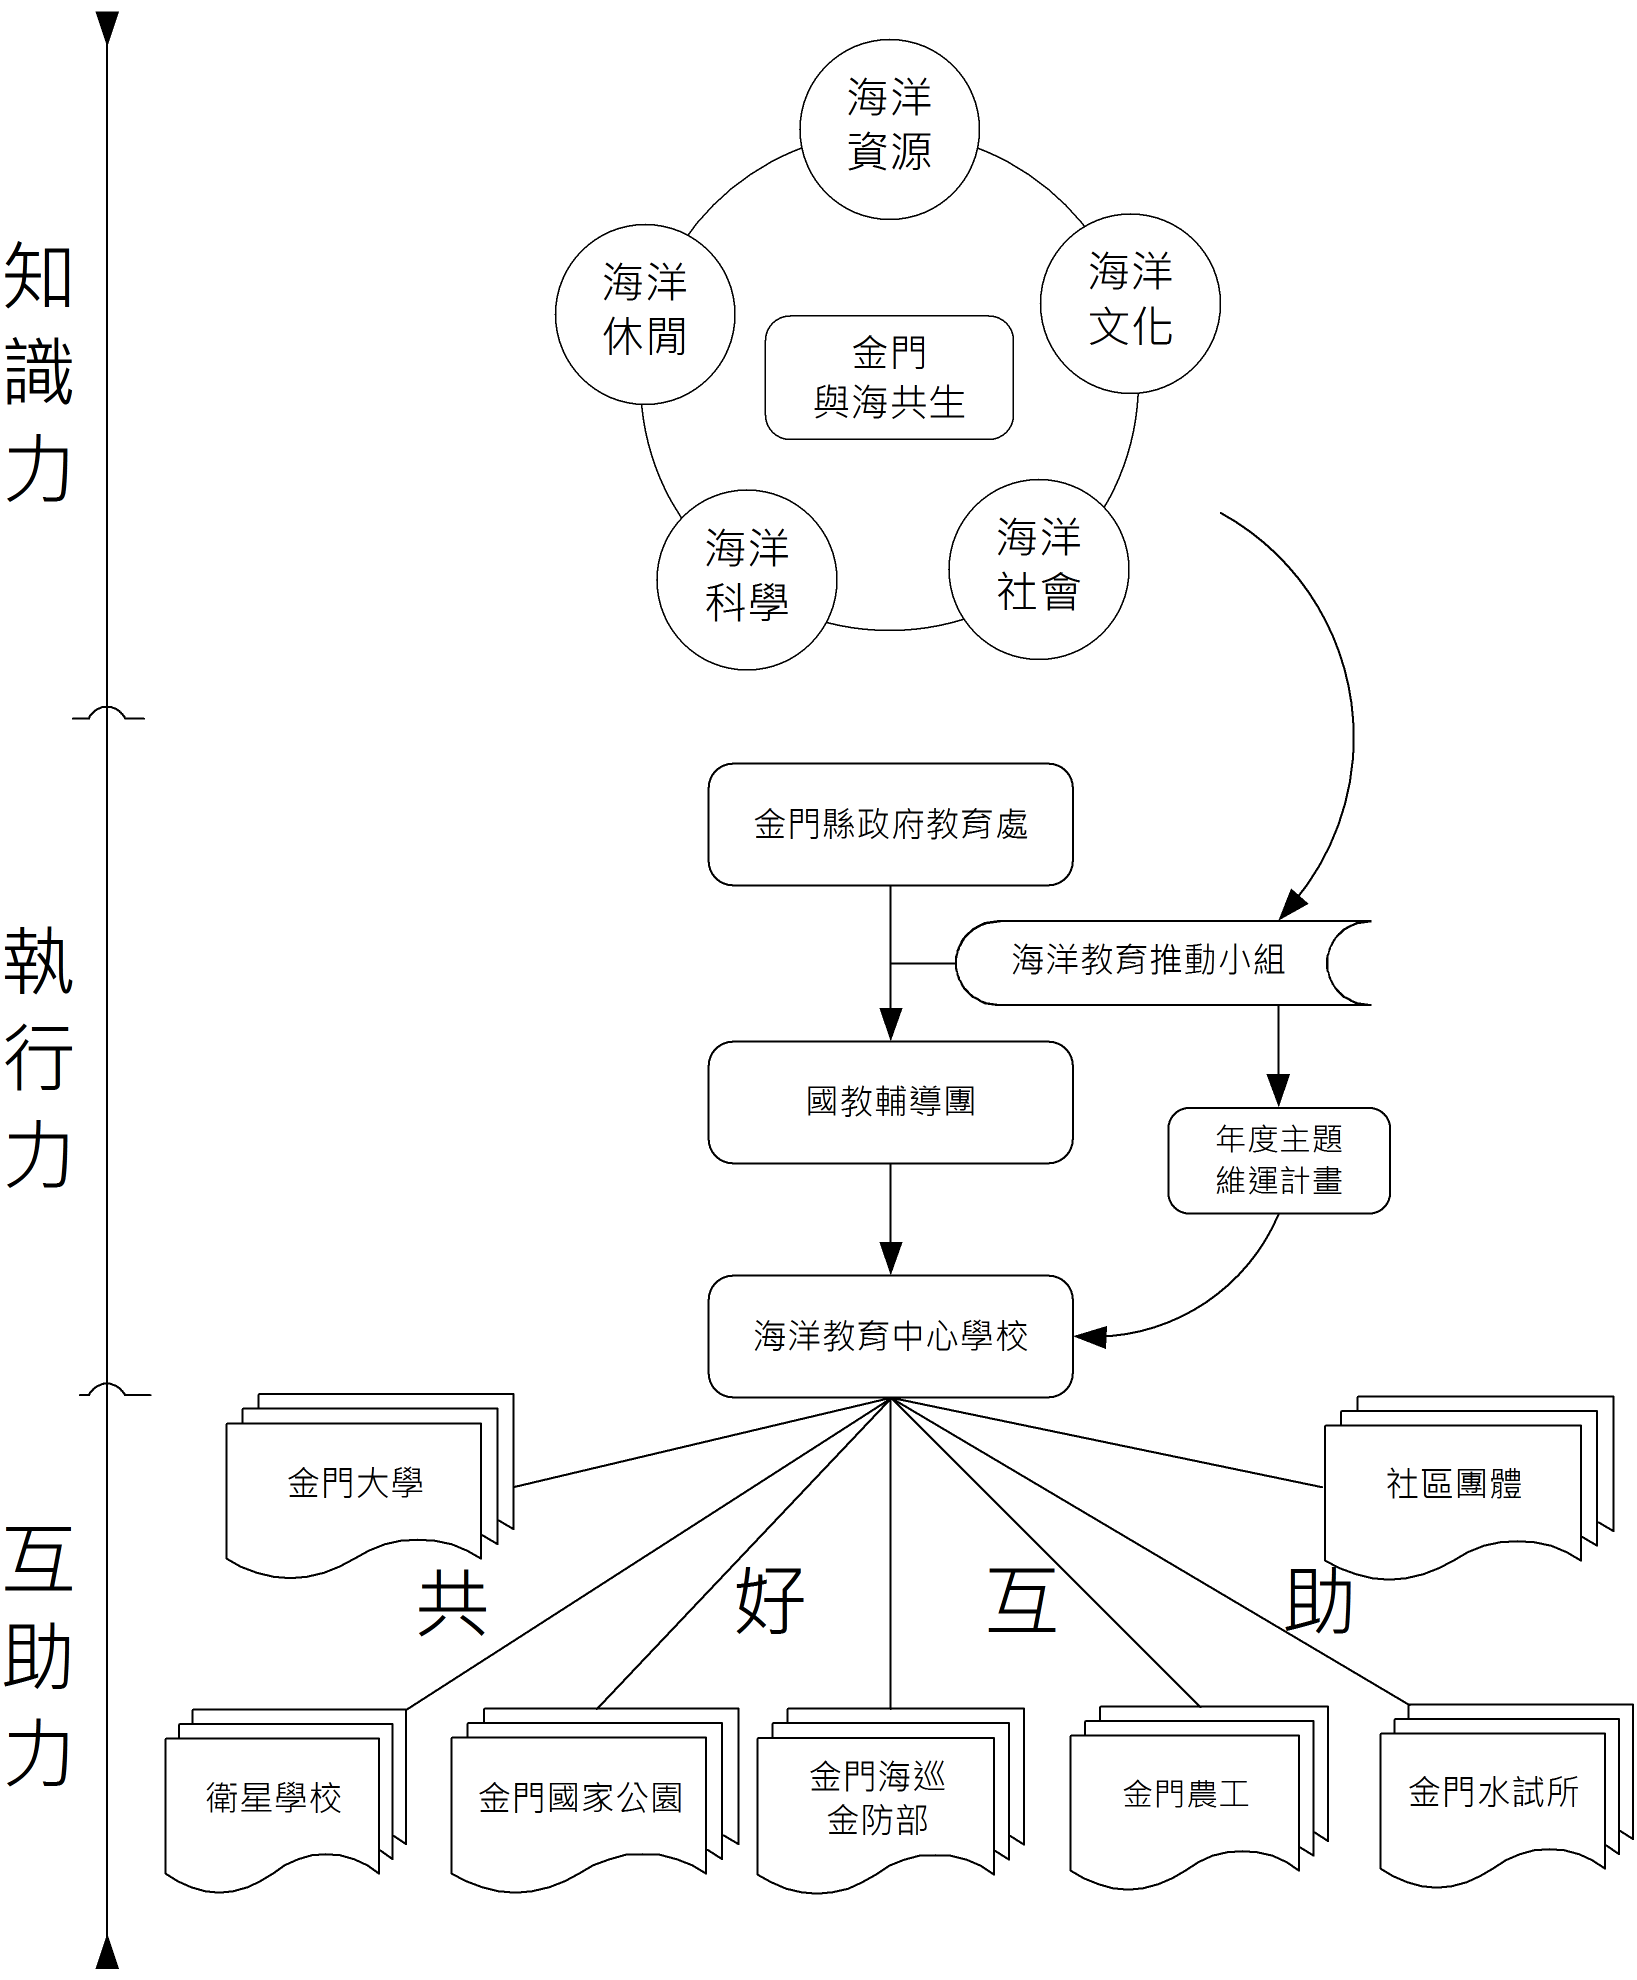 知識力
海洋
資源
海洋
休閒
海洋
文化
金門
與海共生
海洋
科學
海洋
社會
執行力
金門縣政府教育處
海洋教育推動小組
國教輔導團
年度主題
維運計畫
海洋教育中心學校
互助力
金門大學
社區團體
共好互助
衛星學校
金門國家公園
金門海巡
金防部
金門農工
金門水試所